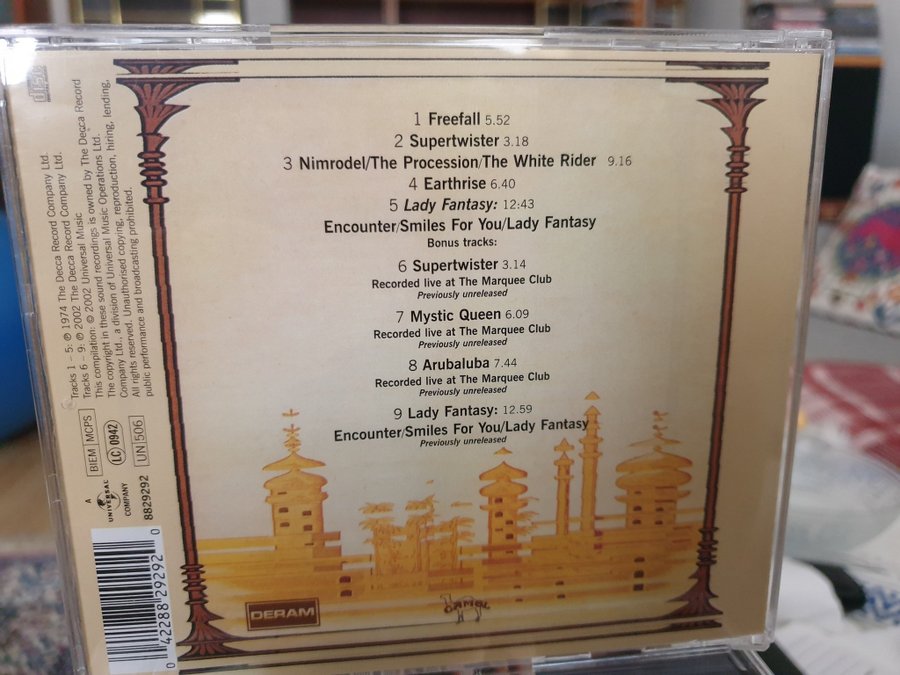 1 Freefall 5.52
2 Supertwister 3.18
3 Nimrodel/The Procession/The White Rider 9.16
4 Earthrise 6.40
5 Lady Fantasy: 12:43
Encounter/Smiles For You/Lady Fantasy
Bonus tracks:
6 Supertwister 3.14
Recorded live at The Marquee Club
Previously unreleased
7 Mystic Queen 6.09
Recorded live at The Marquee Club
Previously unreleased
8 Arubaluba 7.44
Recorded live at The Marquee Club
Previously unreleased
9 Lady Fantasy: 12.59
Encounter/Smiles For You/Lady Fantasy
Previously unreleased
DERAM
CAMEL
Tracks 1 - 5: ℗ 1974 The Decca Record Company Ltd.
Tracks 6 - 9: ℗ 2002 The Decca Record Company Ltd.
This compilation: ℗ 2002 Universal Music
The copyright in these sound recordings is owned by The Decca Record
Company Ltd., a division of Universal Music Operations Ltd.
All rights reserved. Unauthorised copying, reproduction, hiring, lending,
public performance and broadcasting prohibited.
BIEM MCPS
LC 0942
UN 506
A
UNIVERSAL
COMPANY
8829292
0 42288 29292 0